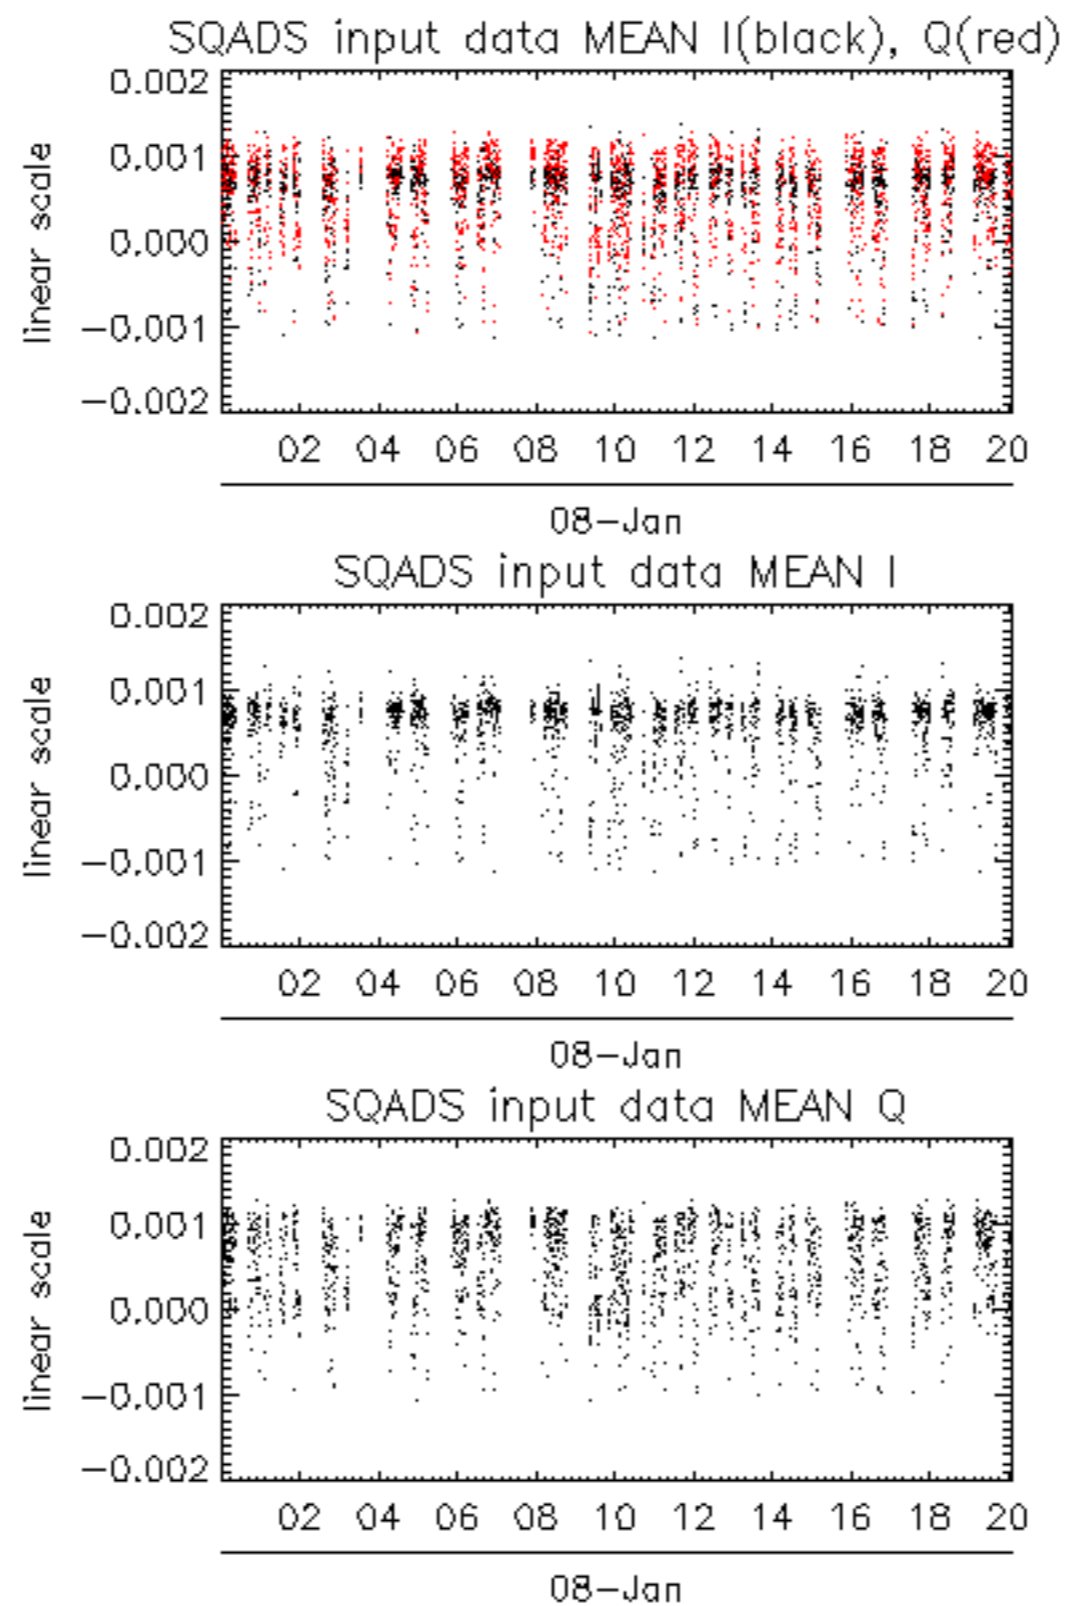 SQADS input data MEAN I(black), Q(red)
0.002
0.001
0.000
−0.001
−0.002
linear scale
02 04 06 08 10 12 14 16 18 20
08−Jan
SQADS input data MEAN I
0.002
0.001
0.000
−0.001
−0.002
linear scale
02 04 06 08 10 12 14 16 18 20
08−Jan
SQADS input data MEAN Q
0.002
0.001
0.000
−0.001
−0.002
linear scale
02 04 06 08 10 12 14 16 18 20
08−Jan